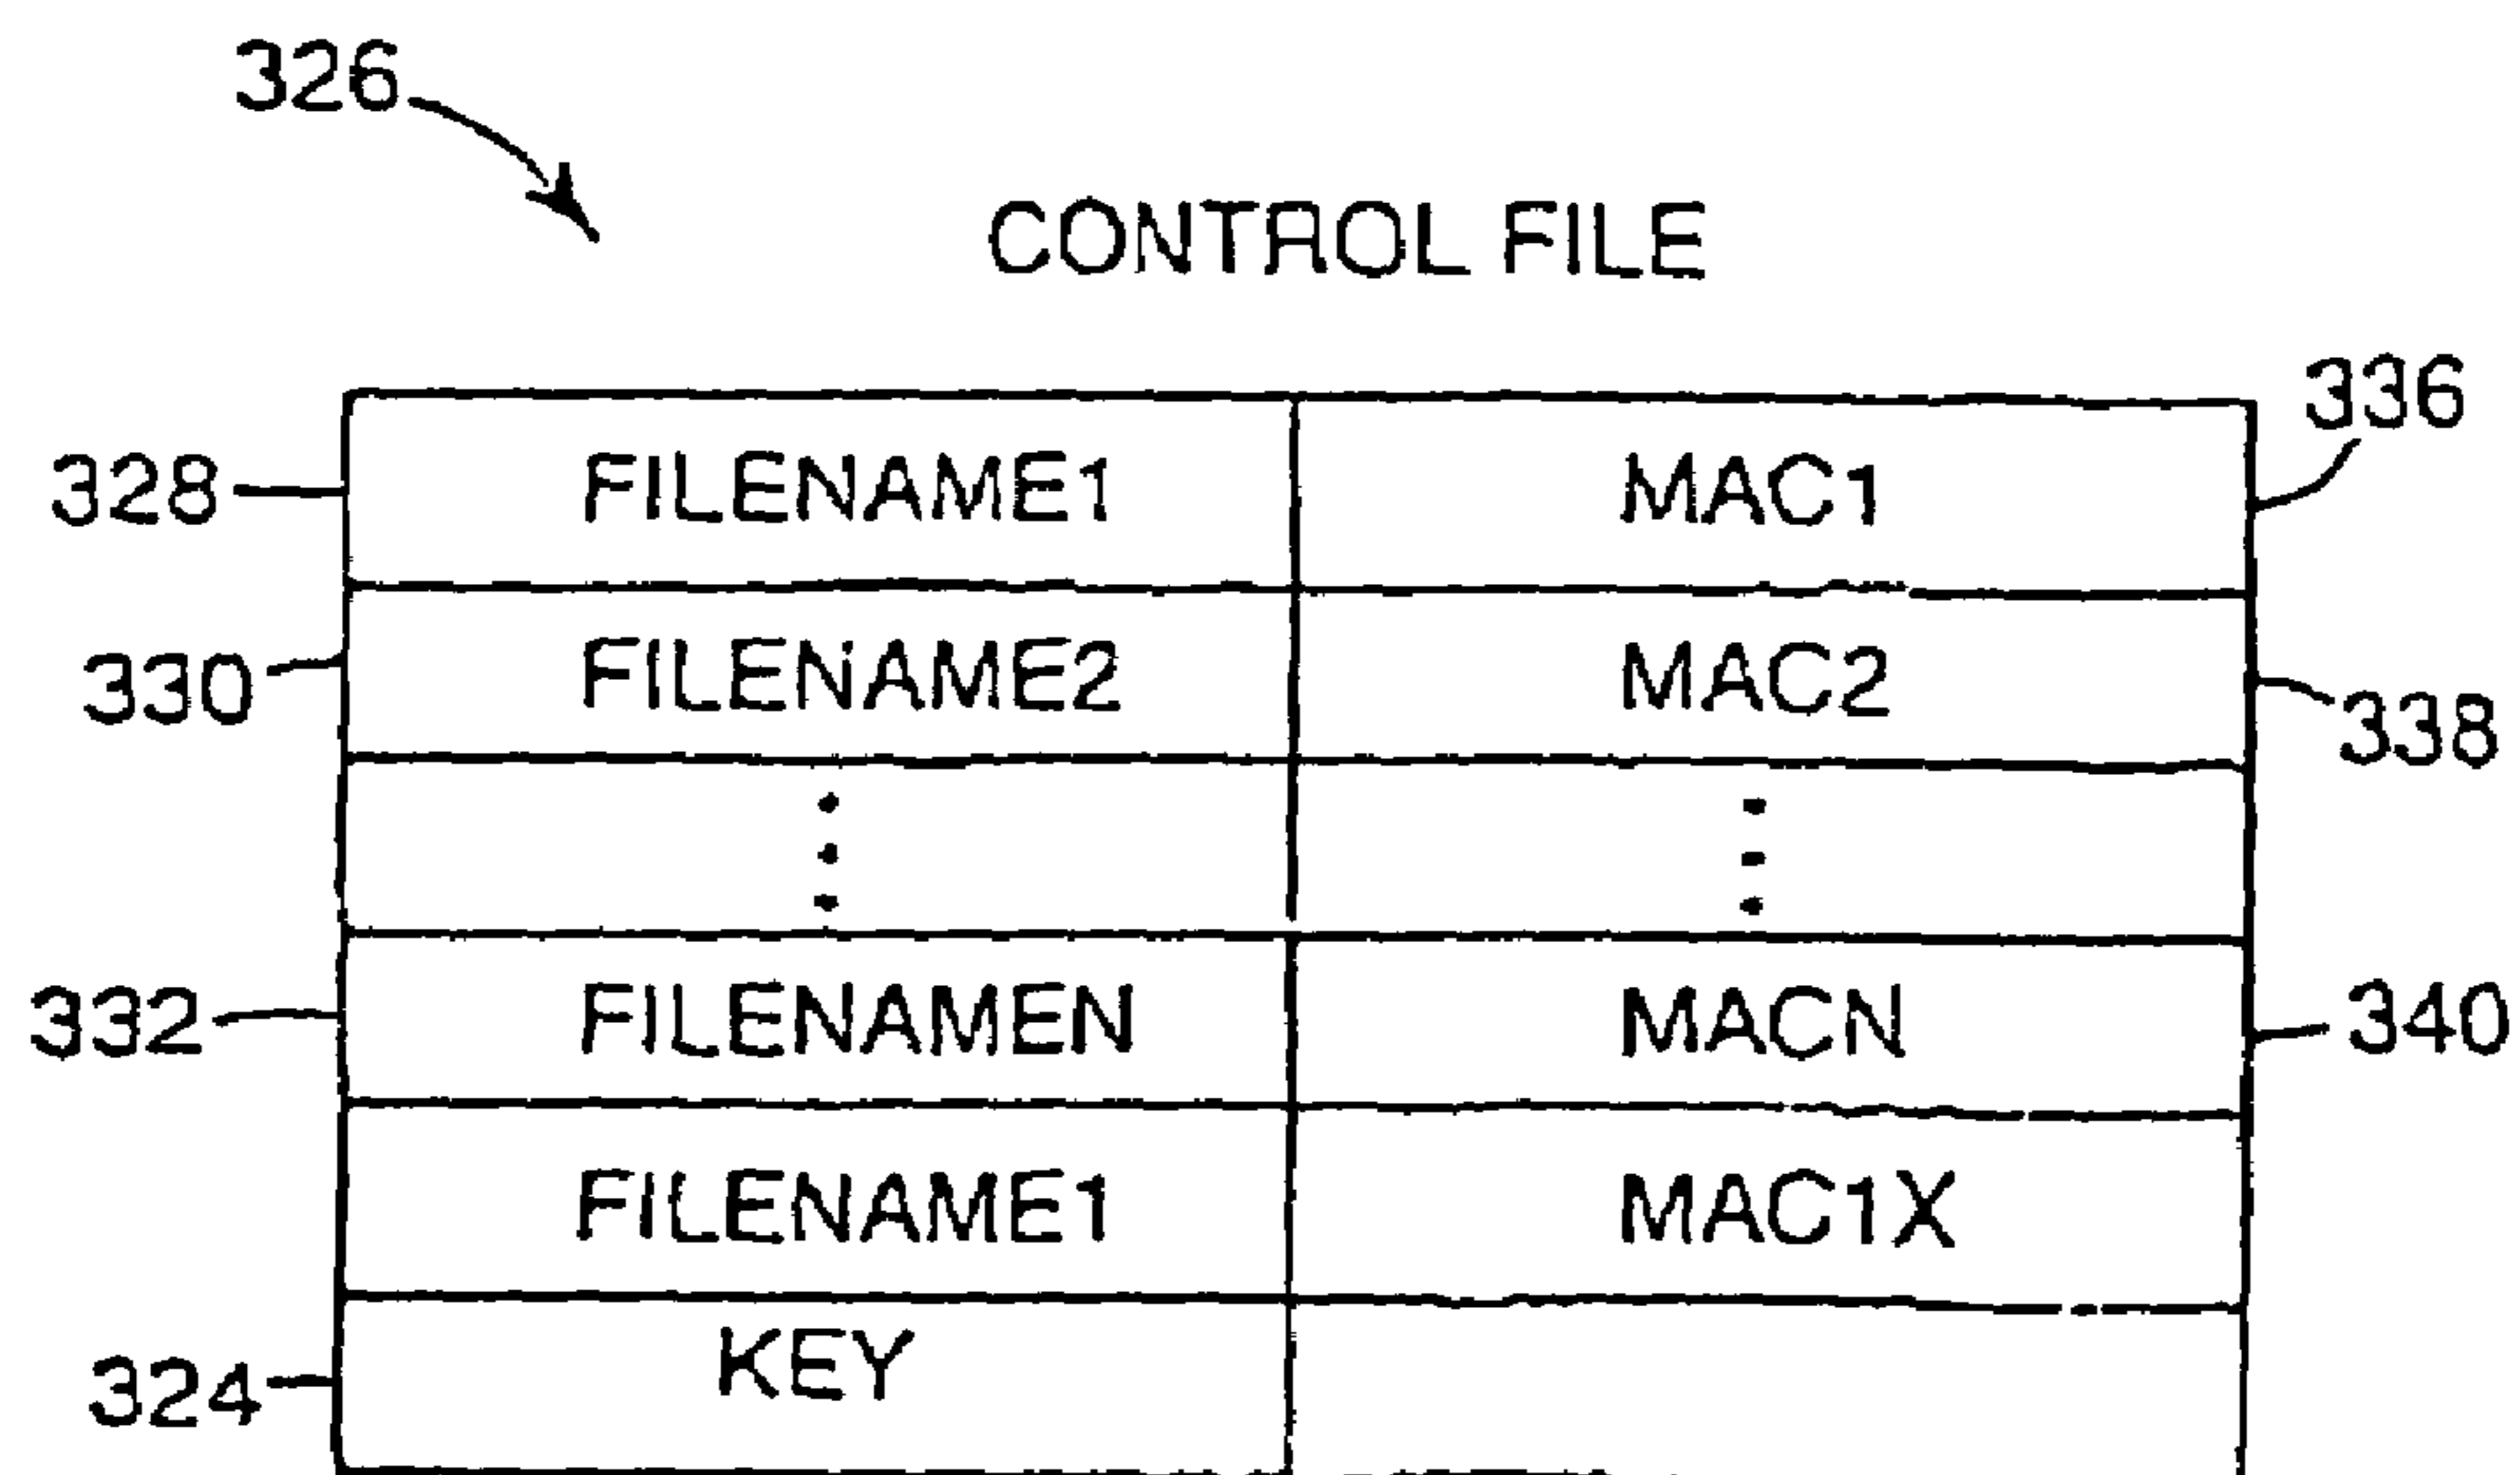 326
CONTROL FILE
336
328 FILENAME1 MAC1
330 FILENAME2 MAC2
338
332 FILENAMEN MACN 340
FILENAME1 MAC1X
324 KEY